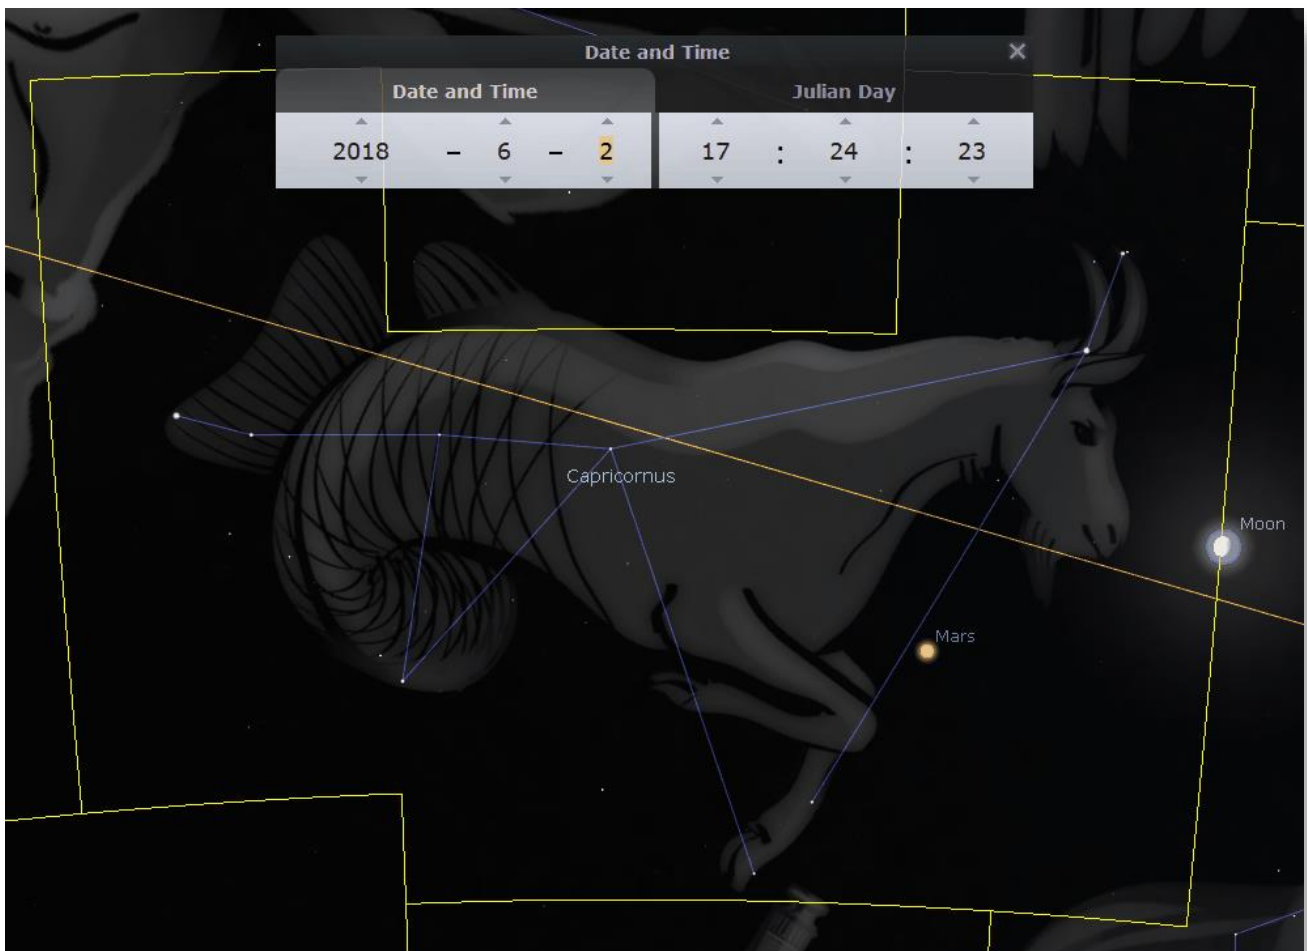 Date and Time
Date and Time Julian Day
2018 – 6 – 2 17 : 24 : 23
Capricornus
Moon
Mars